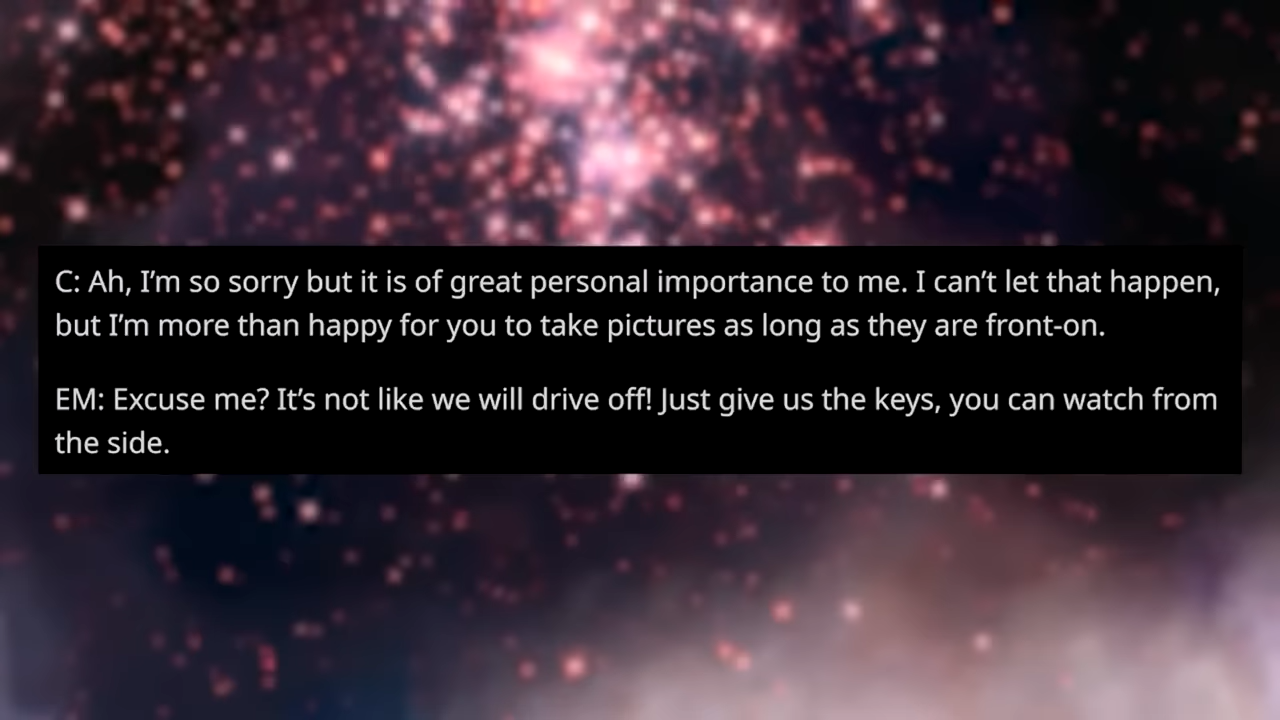 C: Ah, I’m so sorry but it is of great personal importance to me. I can’t let that happen,
but I’m more than happy for you to take pictures as long as they are front-on.
EM: Excuse me? It’s not like we will drive off! Just give us the keys, you can watch from
the side.